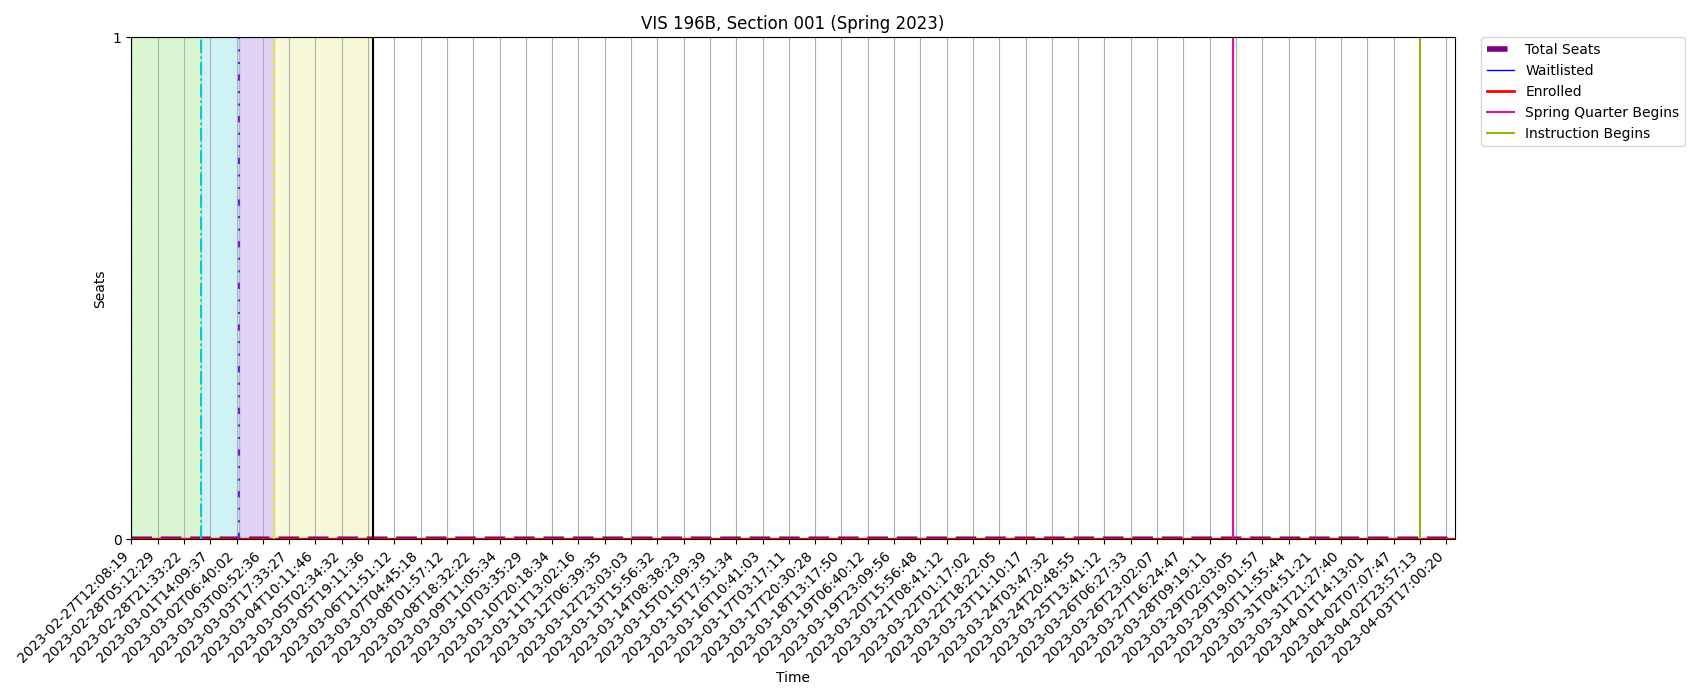 VIS 196B, Section 001 (Spring 2023)
1
0
Seats
Total Seats
Waitlisted
Enrolled
Spring Quarter Begins
Instruction Begins
2023-02-27T12:08:19
2023-02-28T05:12:29
2023-02-28T21:33:22
2023-03-01T14:09:37
2023-03-02T06:40:02
2023-03-03T00:52:36
2023-03-03T17:33:27
2023-03-04T10:11:46
2023-03-05T02:34:32
2023-03-05T19:11:36
2023-03-06T11:51:12
2023-03-07T04:45:18
2023-03-08T01:57:12
2023-03-08T18:32:22
2023-03-09T11:05:34
2023-03-10T03:35:29
2023-03-10T20:18:34
2023-03-11T13:02:16
2023-03-12T06:39:35
2023-03-12T23:03:03
2023-03-13T15:56:32
2023-03-14T08:38:23
2023-03-15T01:09:39
2023-03-15T17:51:34
2023-03-16T10:41:03
2023-03-17T03:17:11
2023-03-17T20:30:28
2023-03-18T13:17:50
2023-03-19T06:40:12
2023-03-19T23:09:56
2023-03-20T15:56:48
2023-03-21T08:41:12
2023-03-22T01:17:02
2023-03-22T18:22:05
2023-03-23T11:10:17
2023-03-24T03:47:32
2023-03-24T20:48:55
2023-03-25T13:41:12
2023-03-26T06:27:33
2023-03-26T23:02:07
2023-03-27T16:24:47
2023-03-28T09:19:11
2023-03-29T02:03:05
2023-03-29T19:01:57
2023-03-30T11:55:44
2023-03-31T04:51:21
2023-03-31T21:27:40
2023-04-01T14:13:01
2023-04-02T07:07:47
2023-04-02T23:57:13
2023-04-03T17:00:20
Time